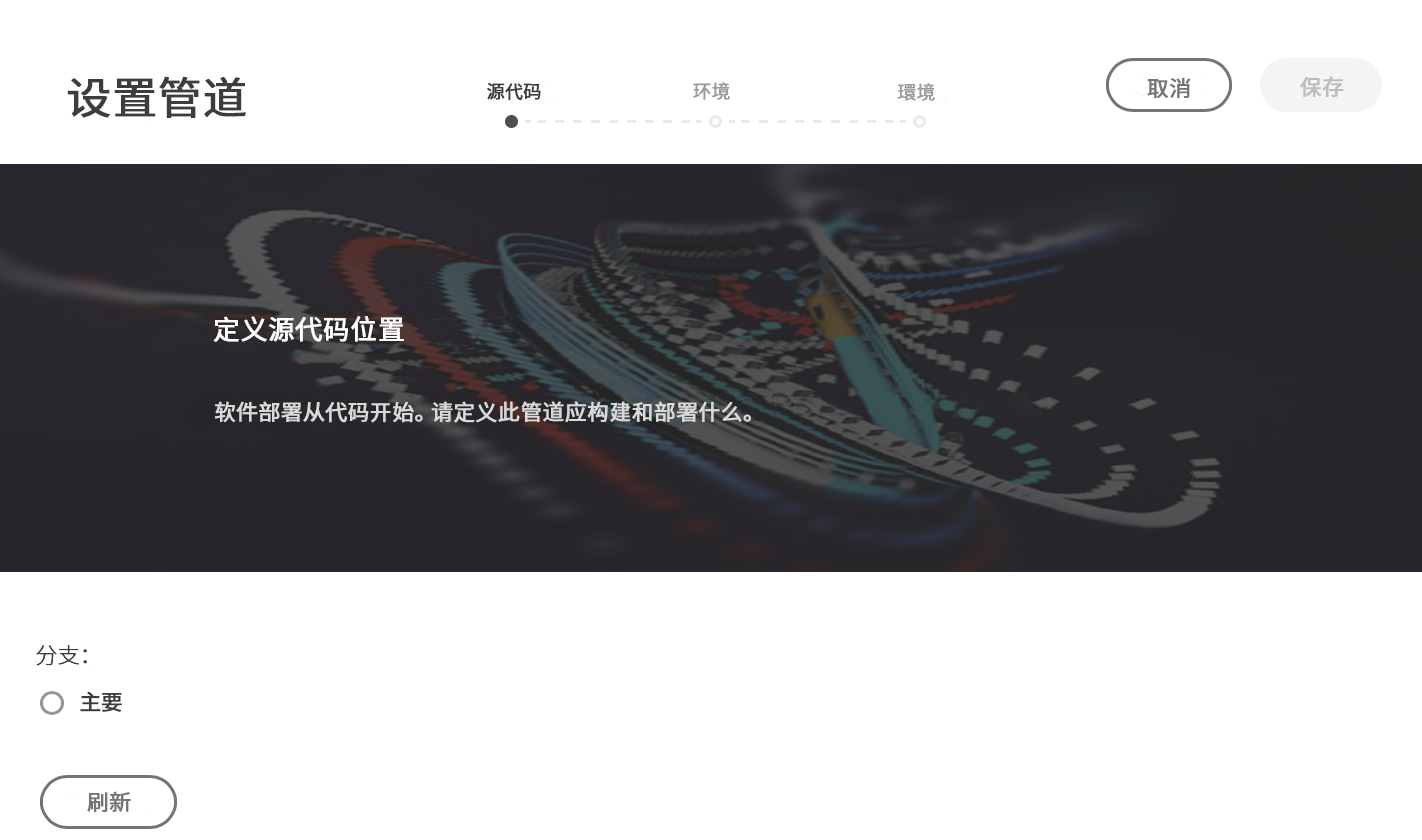 设置管道
源代码
环境
環境
取消
保存
定义源代码位置
软件部署从代码开始。请定义此管道应构建和部署什么。
分支：
主要
刷新